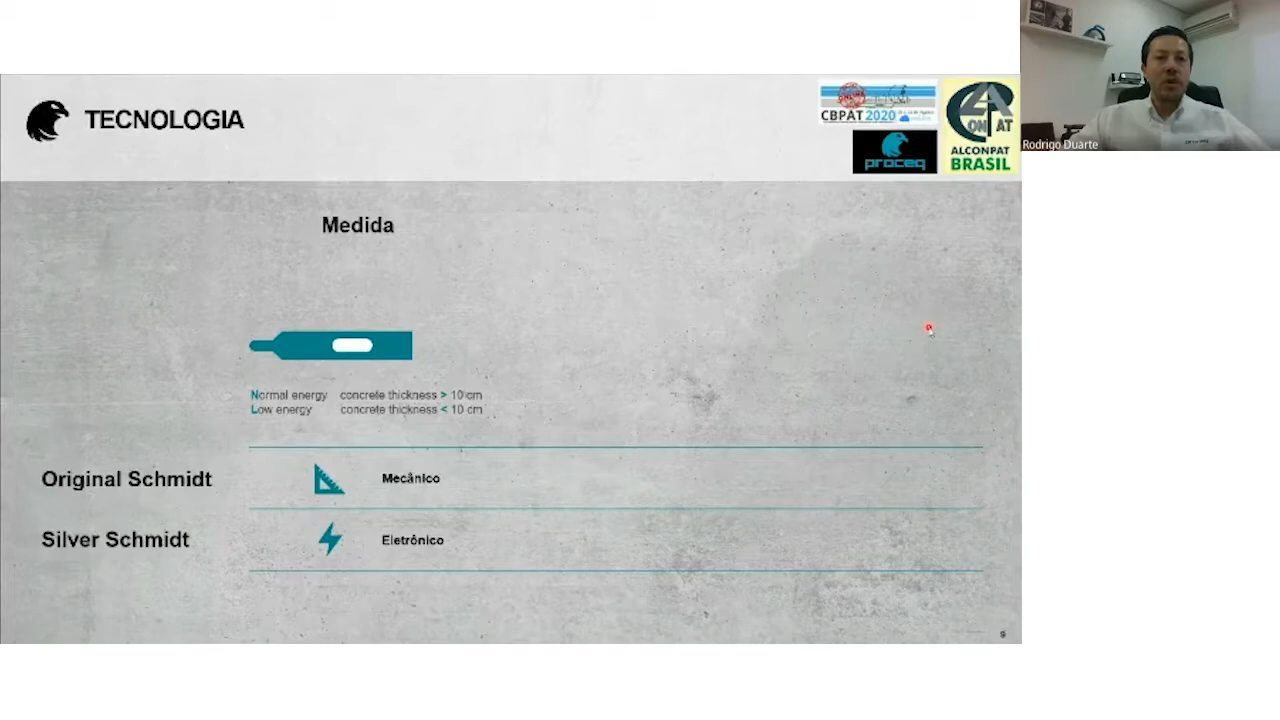 TECNOLOGIA
CBPAT 2020
proceq
ALCONPAT
BRASIL
Rodrigo Duarte
Medida
Normal energy concrete thickness > 10 cm
Low energy concrete thickness < 10 cm
Original Schmidt
Mecânico
Silver Schmidt
Eletrônico
9